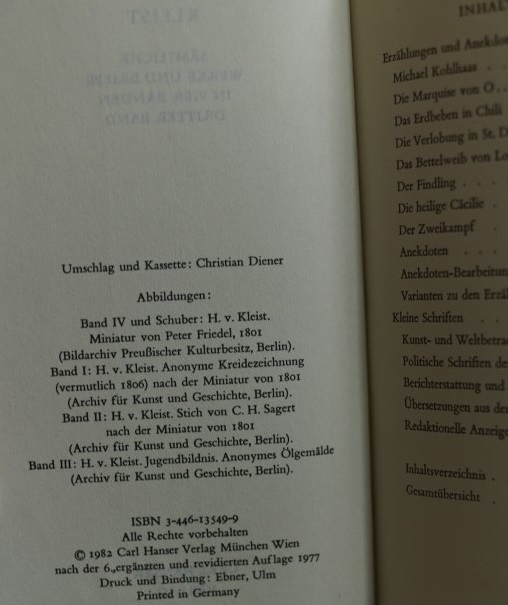 Umschlag und Kassette: Christian Diener
Abbildungen:
Band IV und Schuber: H. v. Kleist.
Miniatur von Peter Friedel, 1801
(Bildarchiv Preußischer Kulturbesitz, Berlin).
Band I: H. v. Kleist. Anonyme Kreidezeichnung
(vermutlich 1806) nach der Miniatur von 1801
(Archiv für Kunst und Geschichte, Berlin).
Band II: H. v. Kleist. Stich von C. H. Sagert
nach der Miniatur von 1801
(Archiv für Kunst und Geschichte, Berlin).
Band III: H. v. Kleist. Jugendbildnis. Anonymes Ölgemälde
(Archiv für Kunst und Geschichte, Berlin).
ISBN 3-446-13549-9
Alle Rechte vorbehalten
© 1982 Carl Hanser Verlag München Wien
nach der 6., ergänzten und revidierten Auflage 1977
Druck und Bindung: Ebner, Ulm
Printed in Germany
INHAL
Erzählungen und Anekdo
Michael Kohlhaas . .
Die Marquise von O . . .
Das Erdbeben in Chili
Die Verlobung in St. D
Das Bettelweib von Lo
Der Findling . . .
Die heilige Cäcilie .
Der Zweikampf .
Anekdoten . . .
Anekdoten-Bearbeitun
Varianten zu den Erzäh
Kleine Schriften . . .
Kunst- und Weltbetra
Politische Schriften de
Berichterstattung und
Übersetzungen aus de
Redaktionelle Anzeige
Inhaltsverzeichnis .
Gesamtübersicht .